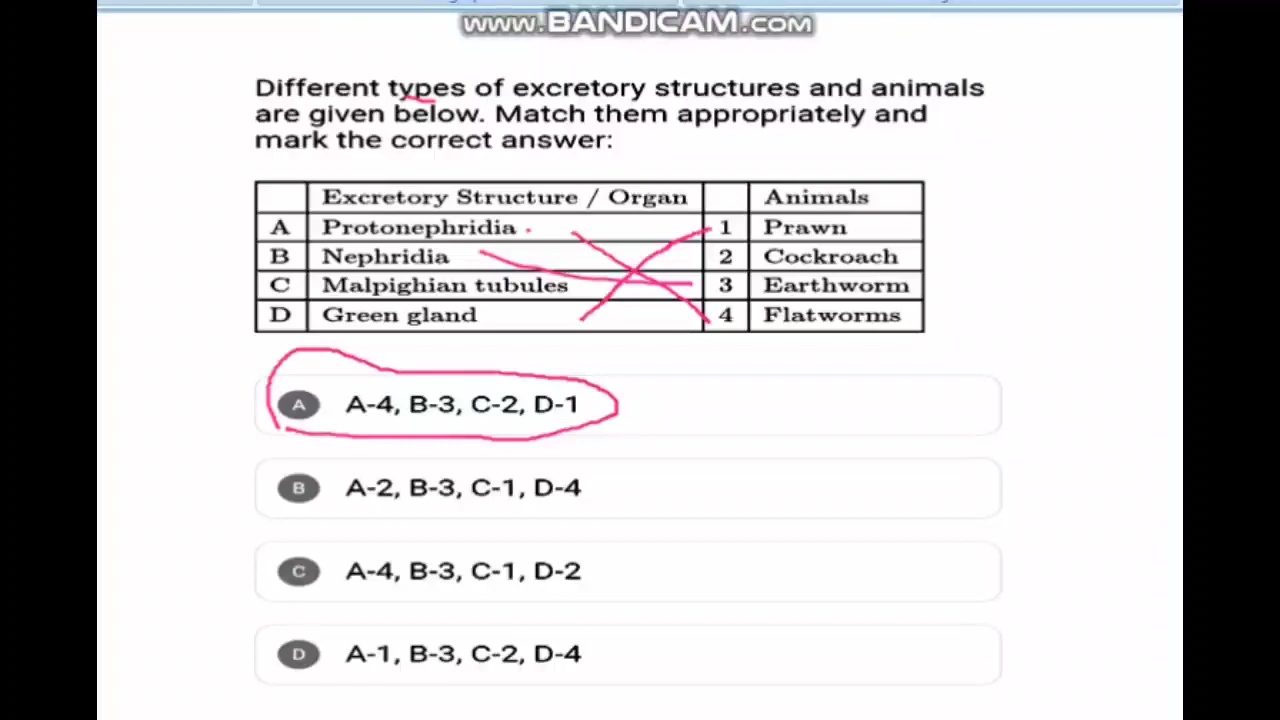 www.BANDICAM.com
Different types of excretory structures and animals
are given below. Match them appropriately and
mark the correct answer:
Excretory Structure / Organ Animals
A Protonephridia 1 Prawn
B Nephridia 2 Cockroach
C Malpighian tubules 3 Earthworm
D Green gland 4 Flatworms
A A-4, B-3, C-2, D-1
B A-2, B-3, C-1, D-4
C A-4, B-3, C-1, D-2
D A-1, B-3, C-2, D-4